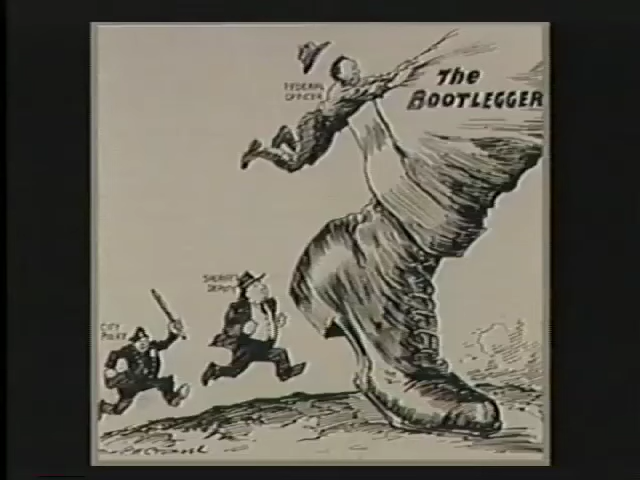 The
BOOTLEGGER
FEDERAL
OFFICER
SHERIFF'S
DEPUTY
CITY
POLICE